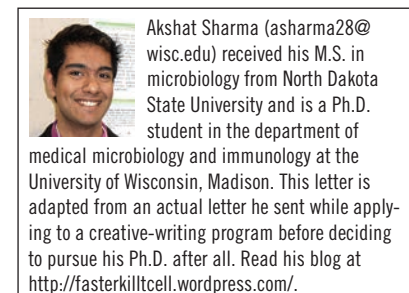 Akshat Sharma (asharma28@
wisc.edu) received his M.S. in
microbiology from North Dakota
State University and is a Ph.D.
student in the department of
medical microbiology and immunology at the
University of Wisconsin, Madison. This letter is
adapted from an actual letter he sent while apply-
ing to a creative-writing program before deciding
to pursue his Ph.D. after all. Read his blog at
http://fasterkilltcell.wordpress.com/.